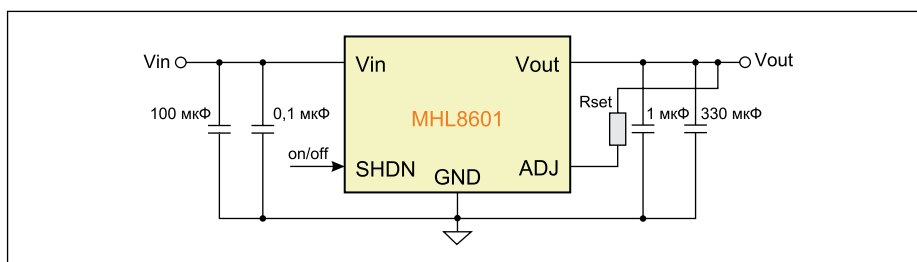 Vin
Vin
Vout
Vout
Rset
100 мкФ
0,1 мкФ
MHL8601
1 мкФ
330 мкФ
on/off
SHDN
GND
ADJ